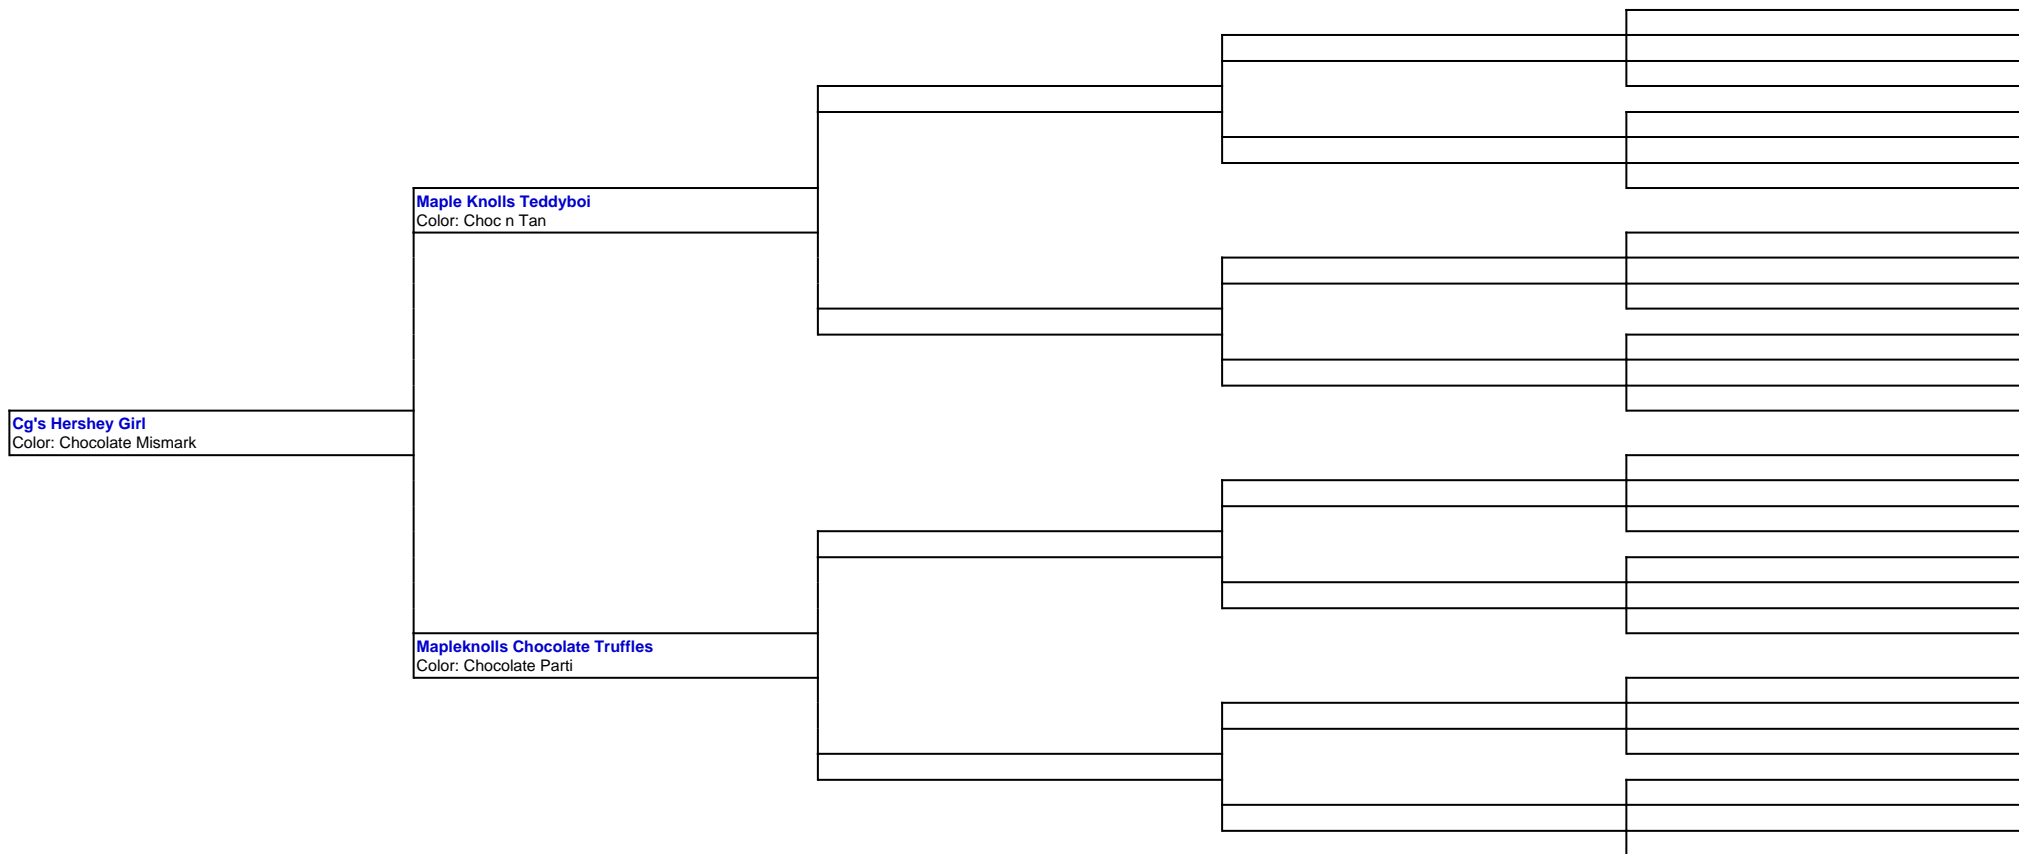 Maple Knolls Teddyboi
Color: Choc n Tan
Cg's Hershey Girl
Color: Chocolate Mismark
Mapleknolls Chocolate Truffles
Color: Chocolate Parti